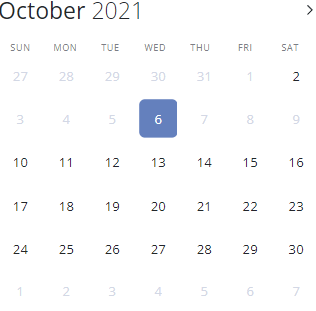 October 2021
SUN MON TUE WED THU FRI SAT
27 28 29 30 31 1 2
3 4 5 6 7 8 9
10 11 12 13 14 15 16
17 18 19 20 21 22 23
24 25 26 27 28 29 30
1 2 3 4 5 6 7